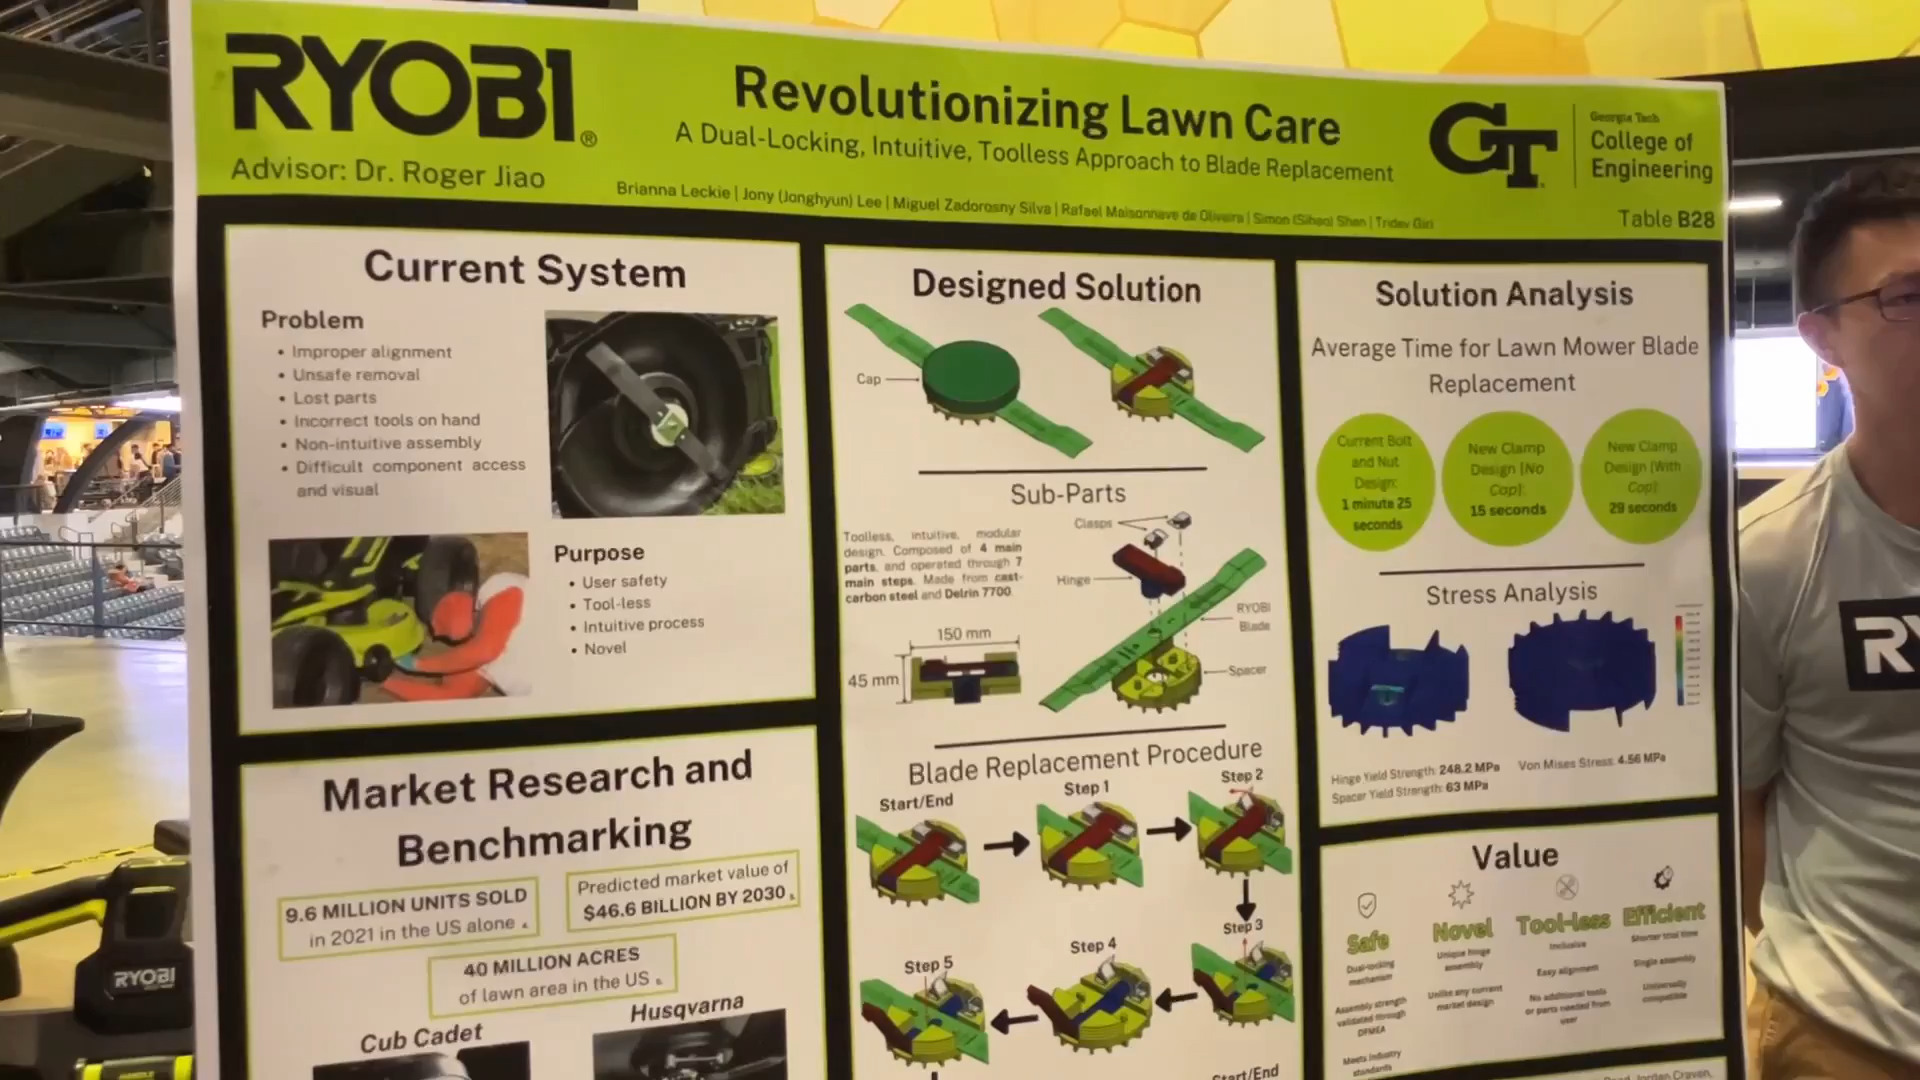 RYOBI®
Advisor: Dr. Roger Jiao
Revolutionizing Lawn Care
A Dual-Locking, Intuitive, Toolless Approach to Blade Replacement
Brianna Leckie | Jony (Jonghyun) Lee | Miguel Zadorosny Silva | Rafael Maisonnave de Oliveira | Simon (Sibao) Shen | Tridev Giri
GT
Georgia Tech
College of
Engineering
Table B28
Current System
Problem
• Improper alignment
• Unsafe removal
• Lost parts
• Incorrect tools on hand
• Non-intuitive assembly
• Difficult component access
and visual
Purpose
• User safety
• Tool-less
• Intuitive process
• Novel
Market Research and
Benchmarking
9.6 MILLION UNITS SOLD
in 2021 in the US alone
Predicted market value of
$46.6 BILLION BY 2030
40 MILLION ACRES
of lawn area in the US
Cub Cadet
Husqvarna
Designed Solution
Cap
Sub-Parts
Toolless, intuitive, modular
design. Composed of 4 main
parts, and operated through 7
main steps. Made from cast-
carbon steel and Delrin 7700.
Clasps
Hinge
RYOBI
Blade
Spacer
150 mm
45 mm
Blade Replacement Procedure
Start/End
Step 1
Step 2
Step 3
Step 4
Step 5
Start/End
Solution Analysis
Average Time for Lawn Mower Blade
Replacement
Current Bolt
and Nut
Design:
1 minute 25
seconds
New Clamp
Design [No
Cap]:
15 seconds
New Clamp
Design [With
Cap]:
29 seconds
Stress Analysis
Hinge Yield Strength: 248.2 MPa
Spacer Yield Strength: 63 MPa
Von Mises Stress: 4.56 MPa
Value
Safe
Dual-locking
mechanism
Assembly strength
validated through
DFMEA
Meets industry
standards
Novel
Unique hinge
assembly
Unlike any current
market design
Tool-less
Inclusive
Easy alignment
No additional tools
or parts needed from
user
Efficient
Shorter tool time
Single assembly
Universally
compatible
Jordan Craven,
RYOBI
RY